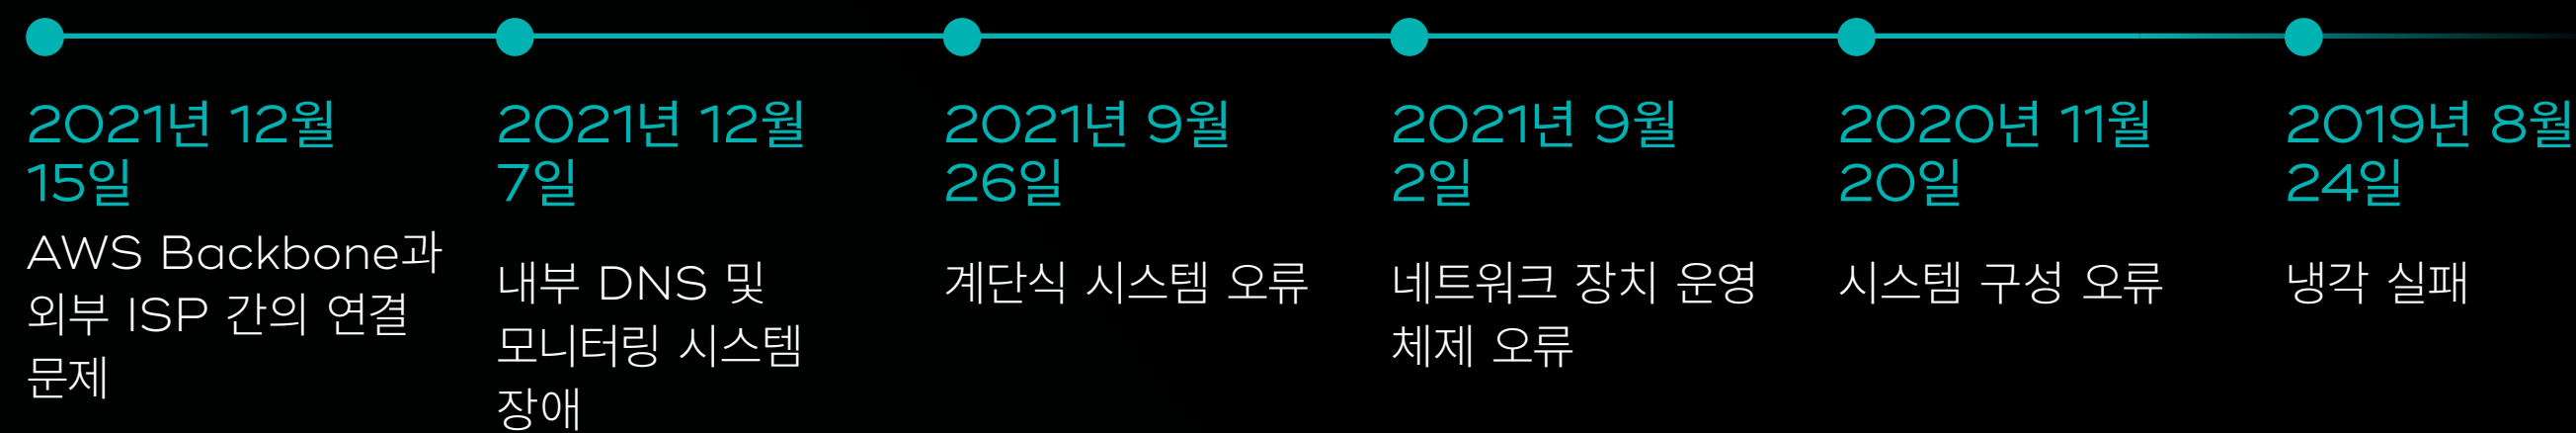 2021년 12월
15일
AWS Backbone과
외부 ISP 간의 연결
문제
2021년 12월
7일
내부 DNS 및
모니터링 시스템
장애
2021년 9월
26일
계단식 시스템 오류
2021년 9월
2일
네트워크 장치 운영
체제 오류
2020년 11월
20일
시스템 구성 오류
2019년 8월
24일
냉각 실패